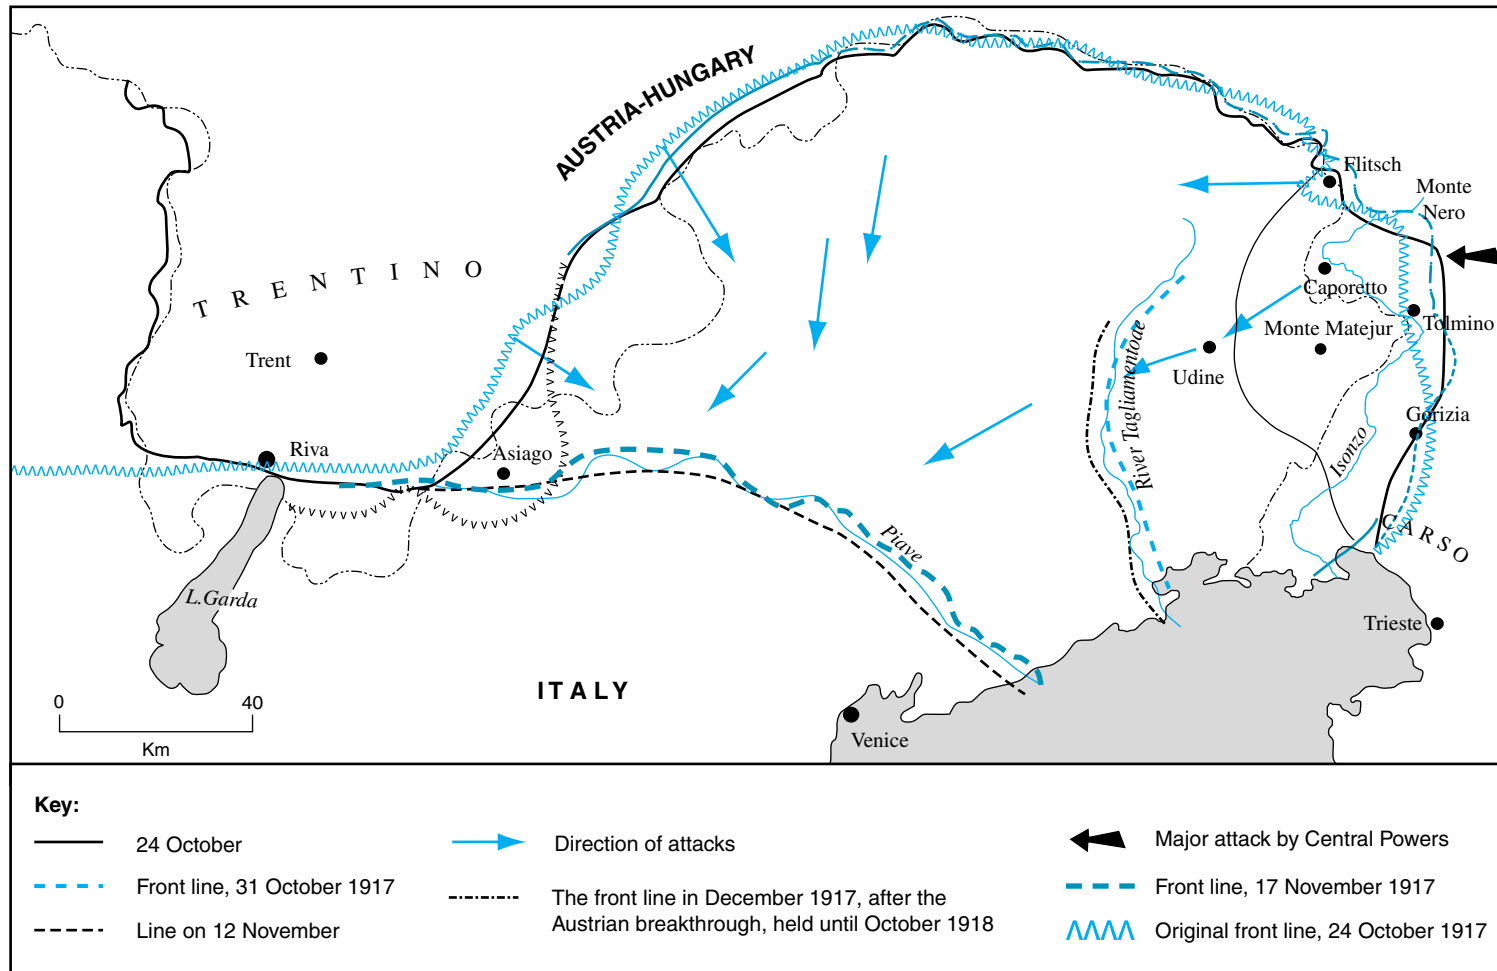 AUSTRIA-HUNGARY
Flitsch
Monte
Nero
TRENTINO
Caporetto
Tolmino
Monte Matejur
Trent
Udine
River Tagliamentoae
Gorizia
Riva
Asiago
Isonzo
Piave
CARSO
L.Garda
Trieste
ITALY
0 40
Km
Venice
Key:
24 October
Direction of attacks
Major attack by Central Powers
Front line, 31 October 1917
The front line in December 1917, after the
Austrian breakthrough, held until October 1918
Front line, 17 November 1917
Line on 12 November
Original front line, 24 October 1917